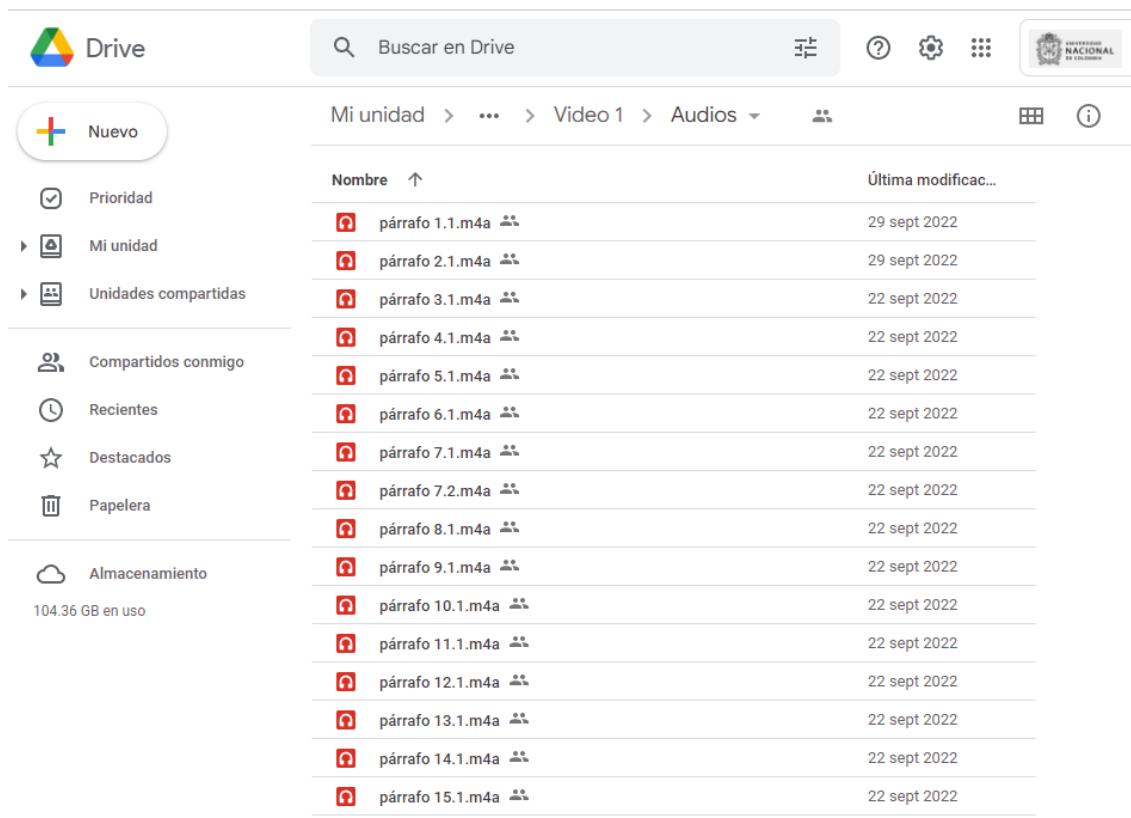 Drive
Buscar en Drive
UNIVERSIDAD
NACIONAL
DE COLOMBIA
Nuevo
Mi unidad > ... > Video 1 > Audios
Prioridad
Mi unidad
Unidades compartidas
Compartidos conmigo
Recientes
Destacados
Papelera
Almacenamiento
104.36 GB en uso
Nombre Última modificac...
párrafo 1.1.m4a 29 sept 2022
párrafo 2.1.m4a 29 sept 2022
párrafo 3.1.m4a 22 sept 2022
párrafo 4.1.m4a 22 sept 2022
párrafo 5.1.m4a 22 sept 2022
párrafo 6.1.m4a 22 sept 2022
párrafo 7.1.m4a 22 sept 2022
párrafo 7.2.m4a 22 sept 2022
párrafo 8.1.m4a 22 sept 2022
párrafo 9.1.m4a 22 sept 2022
párrafo 10.1.m4a 22 sept 2022
párrafo 11.1.m4a 22 sept 2022
párrafo 12.1.m4a 22 sept 2022
párrafo 13.1.m4a 22 sept 2022
párrafo 14.1.m4a 22 sept 2022
párrafo 15.1.m4a 22 sept 2022